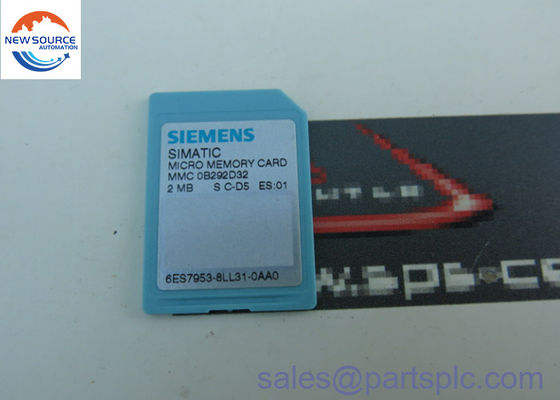 NEW SOURCE
AUTOMATION
SIEMENS
SIMATIC
MICRO MEMORY CARD
MMC 0B292D32
2 MB S C-D5 ES:01
6ES7953-8LL31-0AA0
sales@partsplc.com